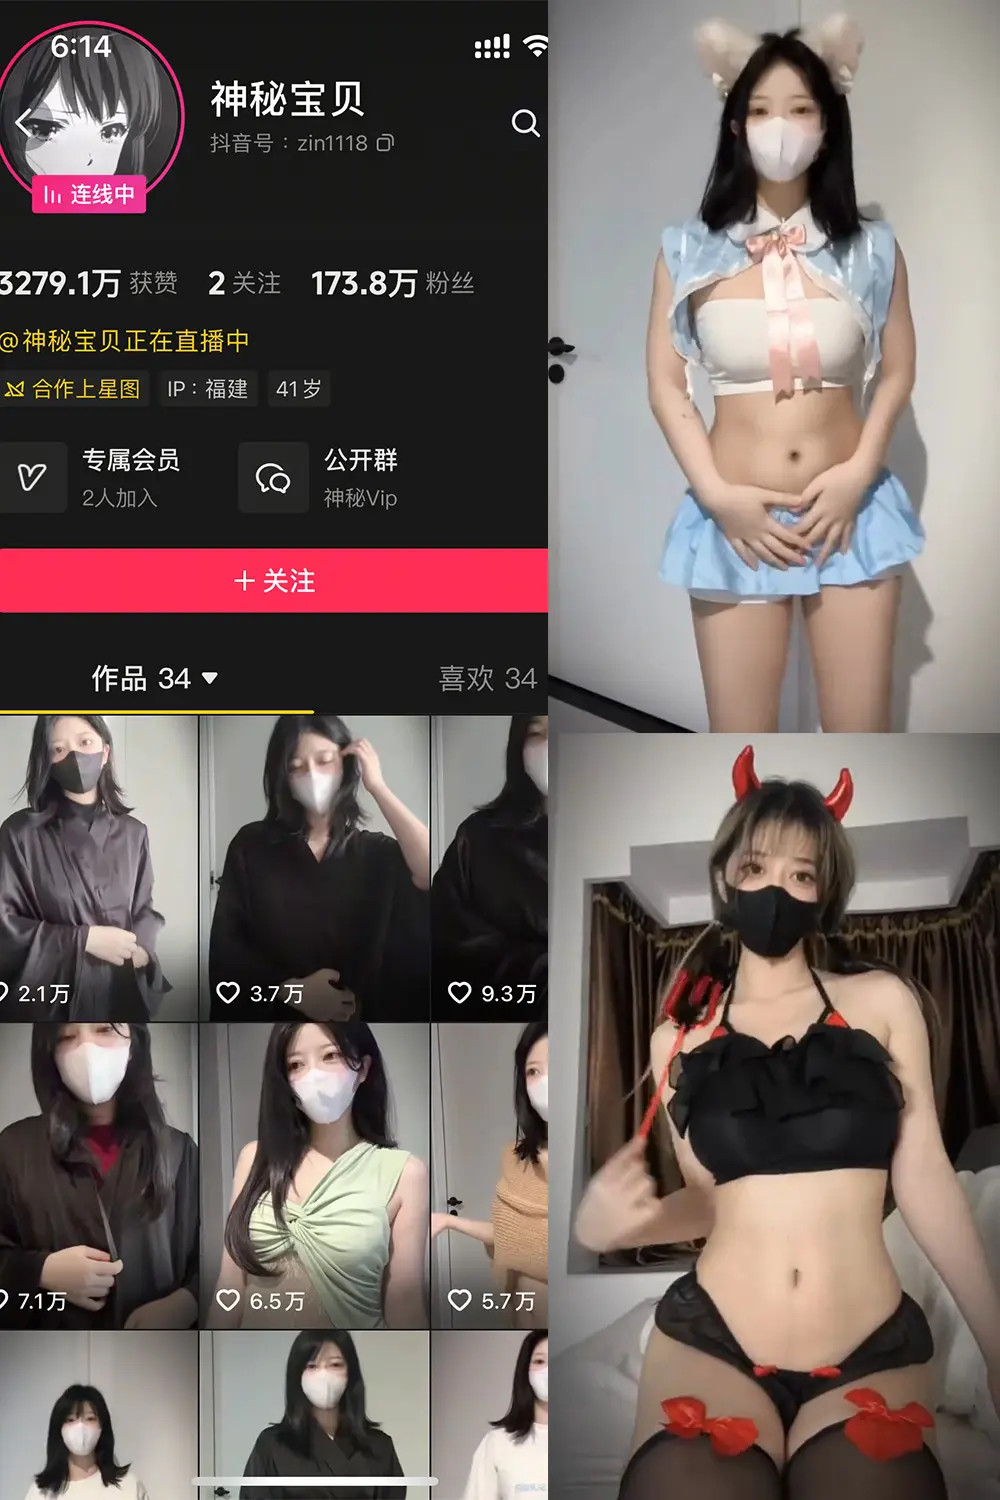 6:14
神秘宝贝
抖音号：zin1118
连线中
3279.1万 获赞 2 关注 173.8万 粉丝
@神秘宝贝正在直播中
合作上星图 IP：福建 41岁
专属会员 公开群
2人加入 神秘Vip
+ 关注
作品 34 喜欢 34
2.1万 3.7万 9.3万
7.1万 6.5万 5.7万